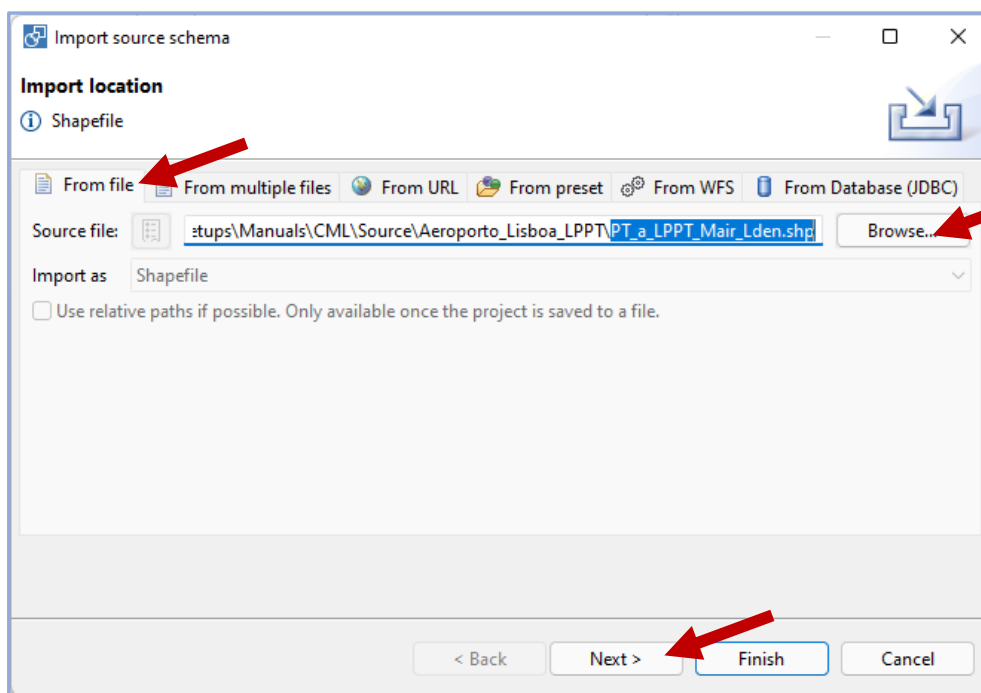 Import source schema
Import location
Shapefile
From file From multiple files From URL From preset From WFS From Database (JDBC)
Source file: etups\Manuals\CML\Source\Aeroporto_Lisboa_LPPT\PT_a_LPPT_Mair_Lden.shp Browse...
Import as Shapefile
Use relative paths if possible. Only available once the project is saved to a file.
< Back Next > Finish Cancel